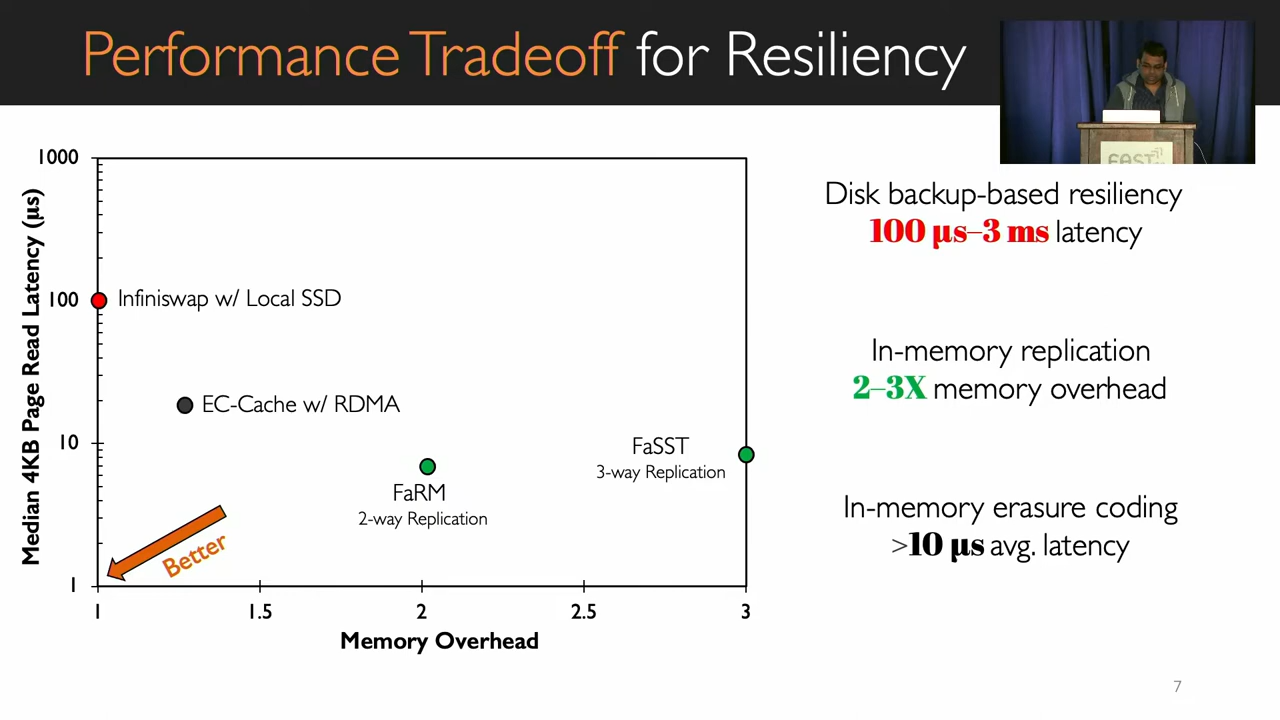 Performance Tradeoff for Resiliency
FAST
1000
100
10
1
Median 4KB Page Read Latency (µs)
Infiniswap w/ Local SSD
EC-Cache w/ RDMA
FaRM
2-way Replication
FaSST
3-way Replication
Better
1
1.5
2
2.5
3
Memory Overhead
Disk backup-based resiliency
100 µs–3 ms latency
In-memory replication
2–3X memory overhead
In-memory erasure coding
>10 µs avg. latency
7